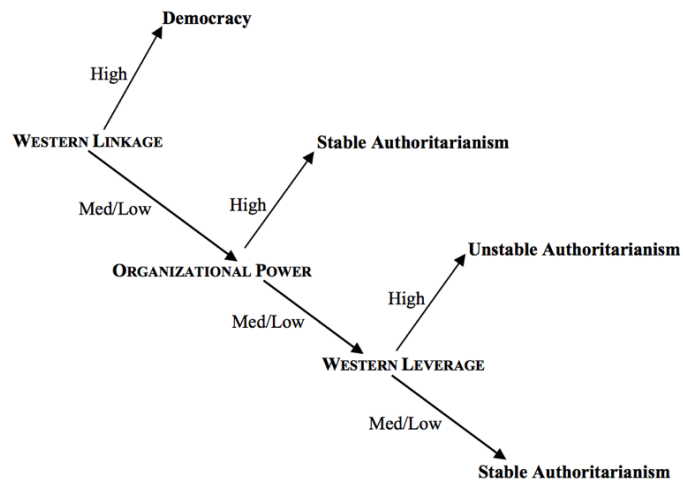 Democracy
High
WESTERN LINKAGE
Stable Authoritarianism
Med/Low
High
Unstable Authoritarianism
ORGANIZATIONAL POWER
High
Med/Low
WESTERN LEVERAGE
Med/Low
Stable Authoritarianism